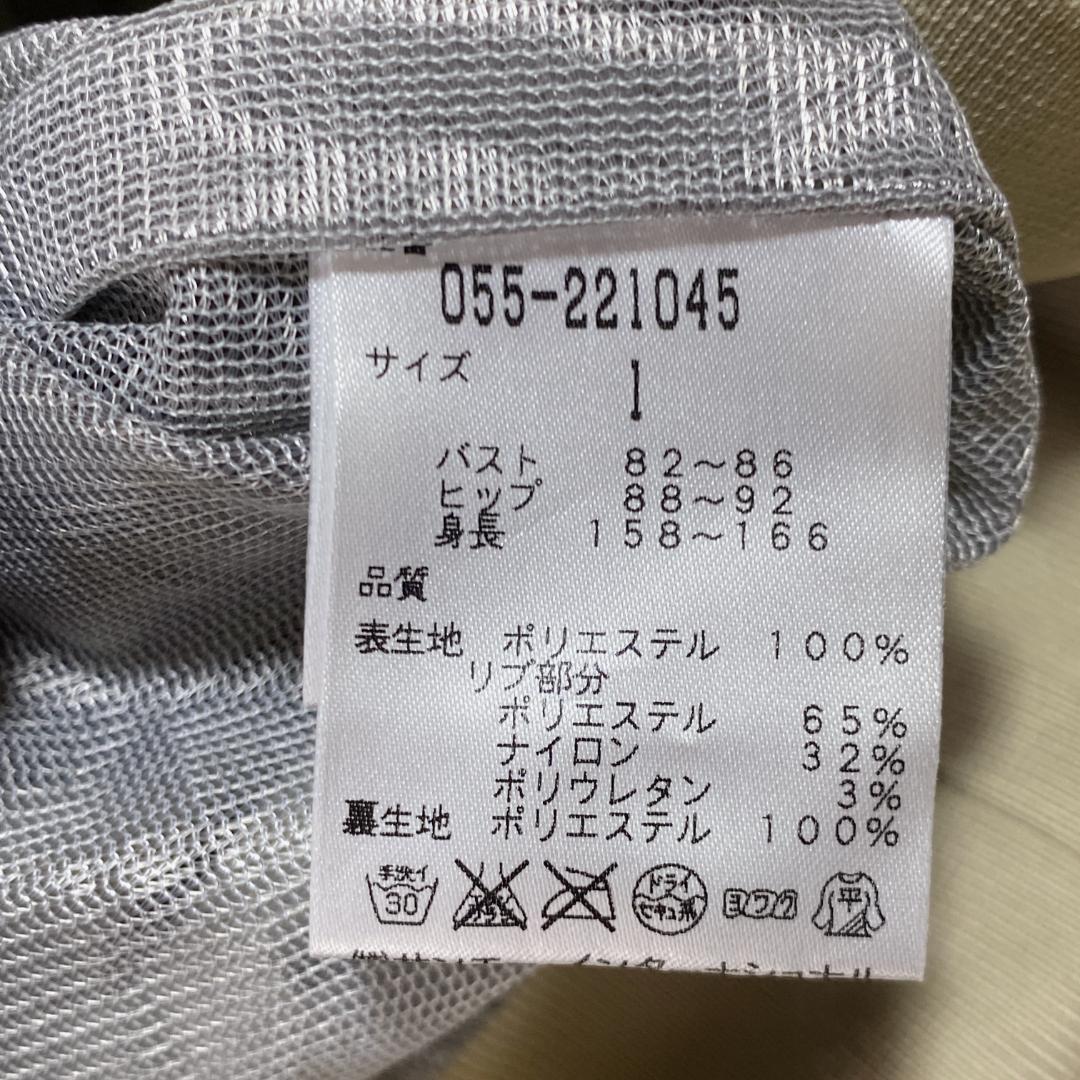 055-221045
サイズ 1
バスト 82～86
ヒップ 88～92
身長 158～166
品質
表生地 ポリエステル 100%
リブ部分
ポリエステル 65%
ナイロン 32%
ポリウレタン 3%
裏生地 ポリエステル 100%
手洗イ 30 ドライ セキユ系 ヨワク 平